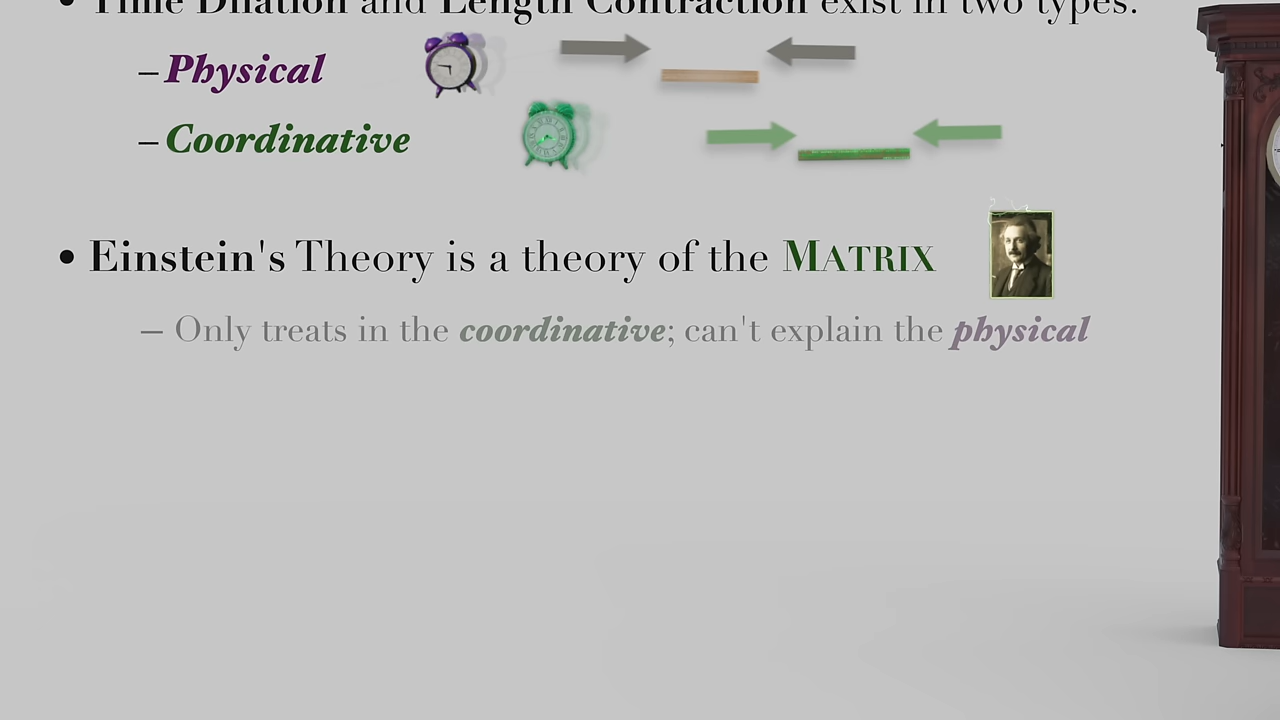 • Time Dilation and Length Contraction exist in two types:
– Physical
– Coordinative
• Einstein's Theory is a theory of the MATRIX
– Only treats in the coordinative; can't explain the physical